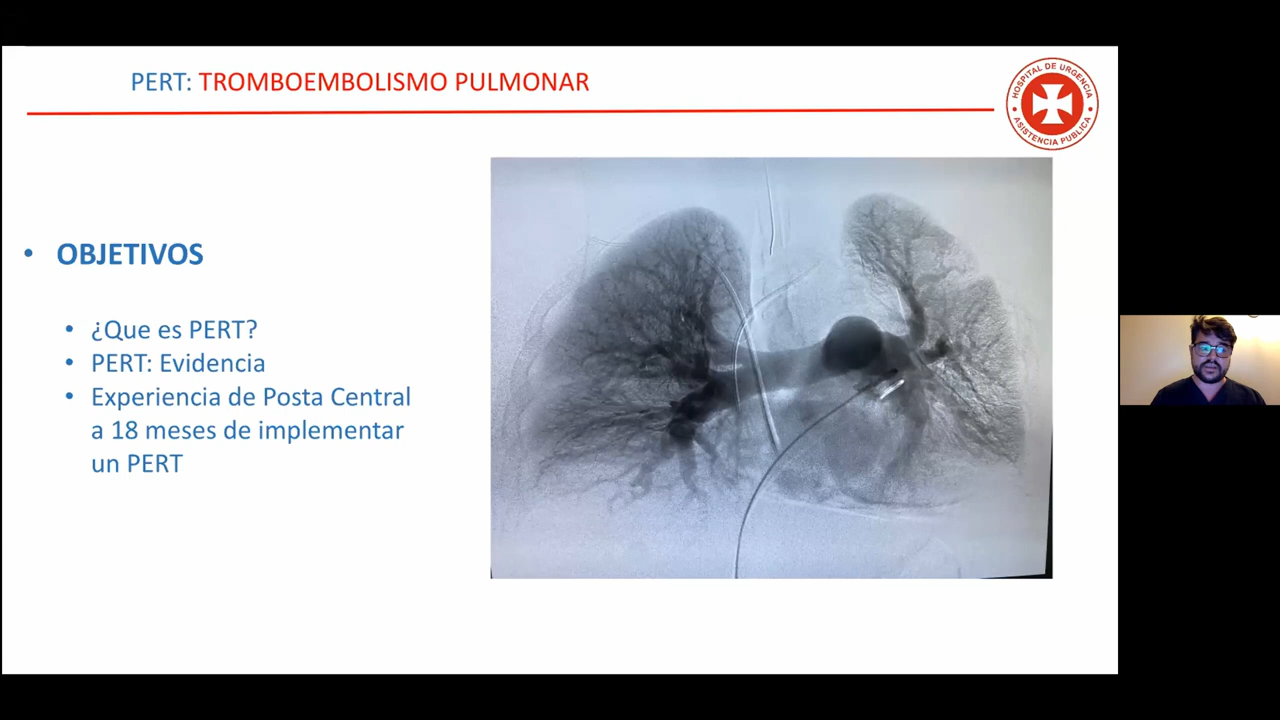 PERT: TROMBOEMBOLISMO PULMONAR
HOSPITAL DE URGENCIA
ASISTENCIA PUBLICA
• OBJETIVOS
• ¿Que es PERT?
• PERT: Evidencia
• Experiencia de Posta Central
a 18 meses de implementar
un PERT